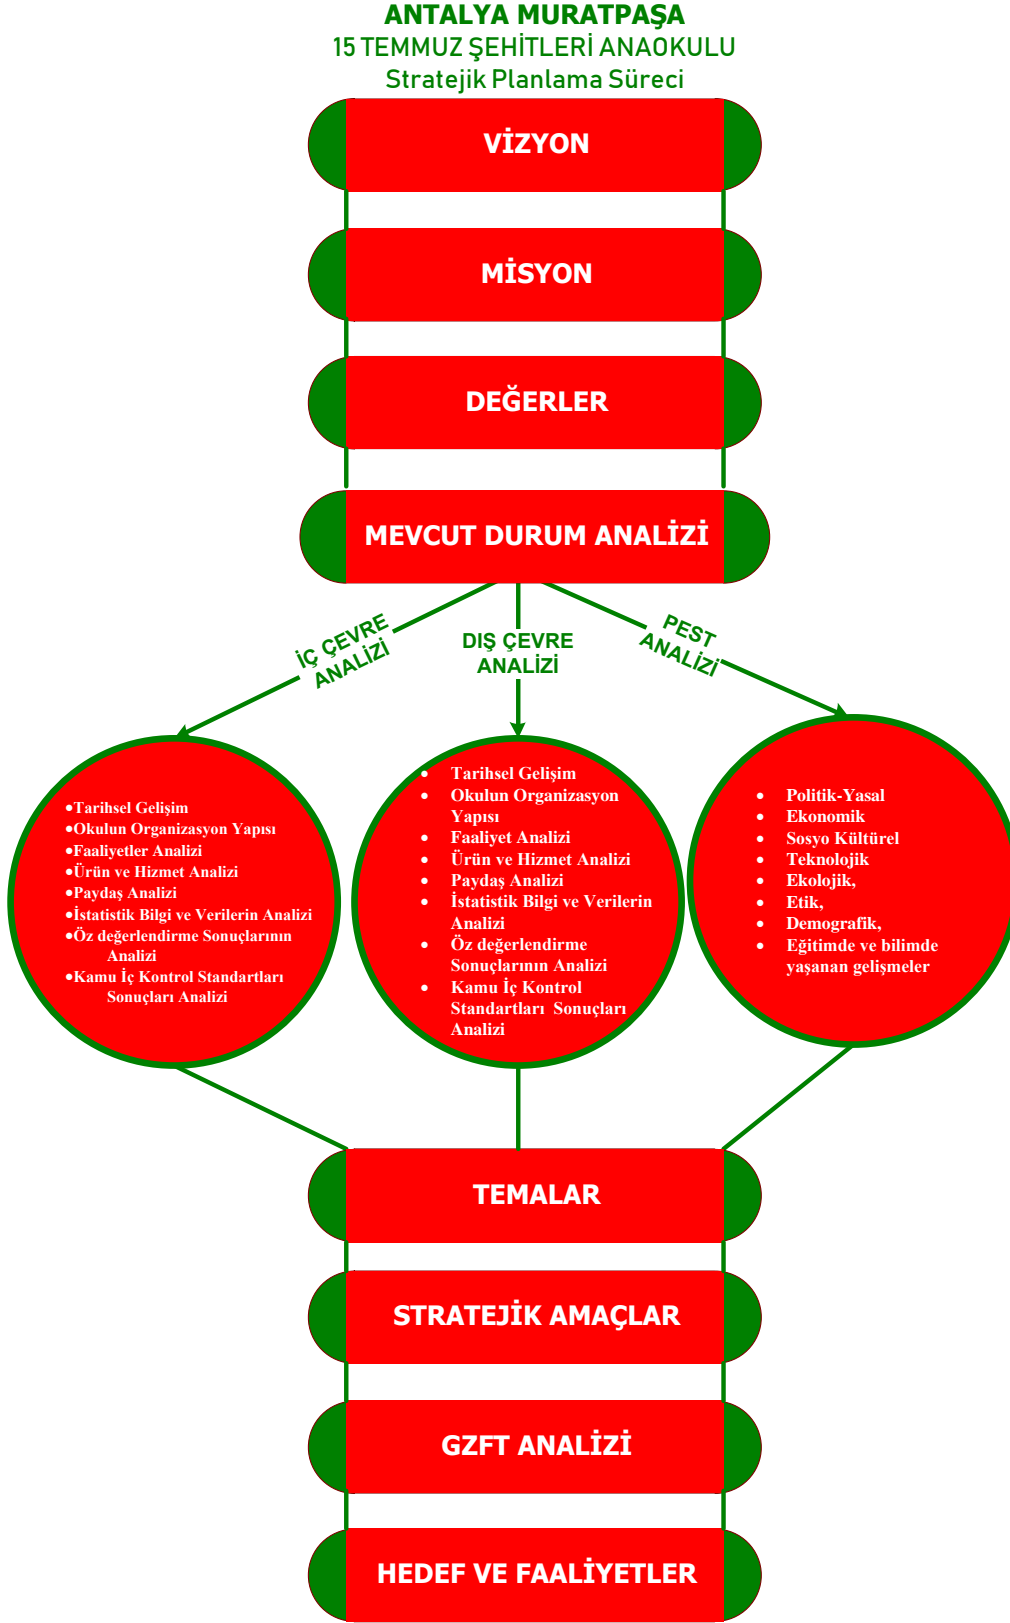 ANTALYA MURATPAŞA
15 TEMMUZ ŞEHİTLERİ ANAOKULU
Stratejik Planlama Süreci
VİZYON
MİSYON
DEĞERLER
MEVCUT DURUM ANALİZİ
İÇ ÇEVRE
ANALİZİ
DIŞ ÇEVRE
ANALİZİ
PEST
ANALİZİ
•Tarihsel Gelişim
•Okulun Organizasyon Yapısı
•Faaliyetler Analizi
•Ürün ve Hizmet Analizi
•Paydaş Analizi
•İstatistik Bilgi ve Verilerin Analizi
•Öz değerlendirme Sonuçlarının
Analizi
•Kamu İç Kontrol Standartları
Sonuçları Analizi
• Tarihsel Gelişim
• Okulun Organizasyon
Yapısı
• Faaliyet Analizi
• Ürün ve Hizmet Analizi
• Paydaş Analizi
• İstatistik Bilgi ve Verilerin
Analizi
• Öz değerlendirme
Sonuçlarının Analizi
• Kamu İç Kontrol
Standartları Sonuçları
Analizi
• Politik-Yasal
• Ekonomik
• Sosyo Kültürel
• Teknolojik
• Ekolojik,
• Etik,
• Demografik,
• Eğitimde ve bilimde
yaşanan gelişmeler
TEMALAR
STRATEJİK AMAÇLAR
GZFT ANALİZİ
HEDEF VE FAALİYETLER